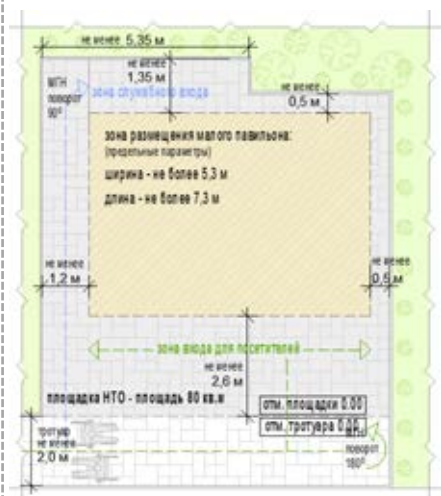 не менее 5,35 м
не менее
1,35 м
МГН
поворот
90°
зона служебного входа
не менее
0,5 м
зона размещения малого павильона:
(предельные параметры)
ширина - не более 5,3 м
длина - не более 7,3 м
не менее
1,2 м
не менее
0,5 м
зона входа для посетителей
не менее
2,6 м
площадка НТО - площадь 80 кв.м
отм. площадки 0.00
отм. тротуара 0.00
тротуар
не менее
2,0 м
МГН
поворот
180°